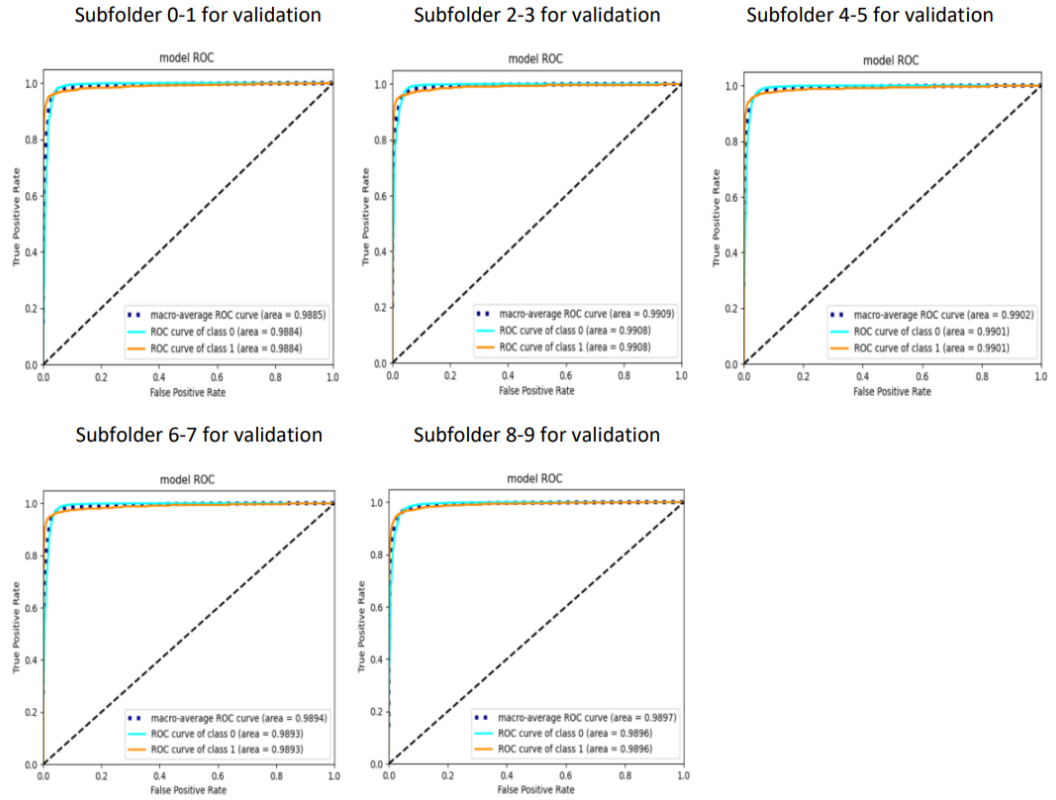 Subfolder 0-1 for validation
model ROC
True Positive Rate
1.0
0.8
0.6
0.4
0.2
0.0
macro-average ROC curve (area = 0.9885)
ROC curve of class 0 (area = 0.9884)
ROC curve of class 1 (area = 0.9884)
0.0 0.2 0.4 0.6 0.8 1.0
False Positive Rate
Subfolder 2-3 for validation
model ROC
True Positive Rate
1.0
0.8
0.6
0.4
0.2
0.0
macro-average ROC curve (area = 0.9909)
ROC curve of class 0 (area = 0.9908)
ROC curve of class 1 (area = 0.9908)
0.0 0.2 0.4 0.6 0.8 1.0
False Positive Rate
Subfolder 4-5 for validation
model ROC
True Positive Rate
1.0
0.8
0.6
0.4
0.2
0.0
macro-average ROC curve (area = 0.9902)
ROC curve of class 0 (area = 0.9901)
ROC curve of class 1 (area = 0.9901)
0.0 0.2 0.4 0.6 0.8 1.0
False Positive Rate
Subfolder 6-7 for validation
model ROC
True Positive Rate
1.0
0.8
0.6
0.4
0.2
0.0
macro-average ROC curve (area = 0.9894)
ROC curve of class 0 (area = 0.9893)
ROC curve of class 1 (area = 0.9893)
0.0 0.2 0.4 0.6 0.8 1.0
False Positive Rate
Subfolder 8-9 for validation
model ROC
True Positive Rate
1.0
0.8
0.6
0.4
0.2
0.0
macro-average ROC curve (area = 0.9897)
ROC curve of class 0 (area = 0.9896)
ROC curve of class 1 (area = 0.9896)
0.0 0.2 0.4 0.6 0.8 1.0
False Positive Rate